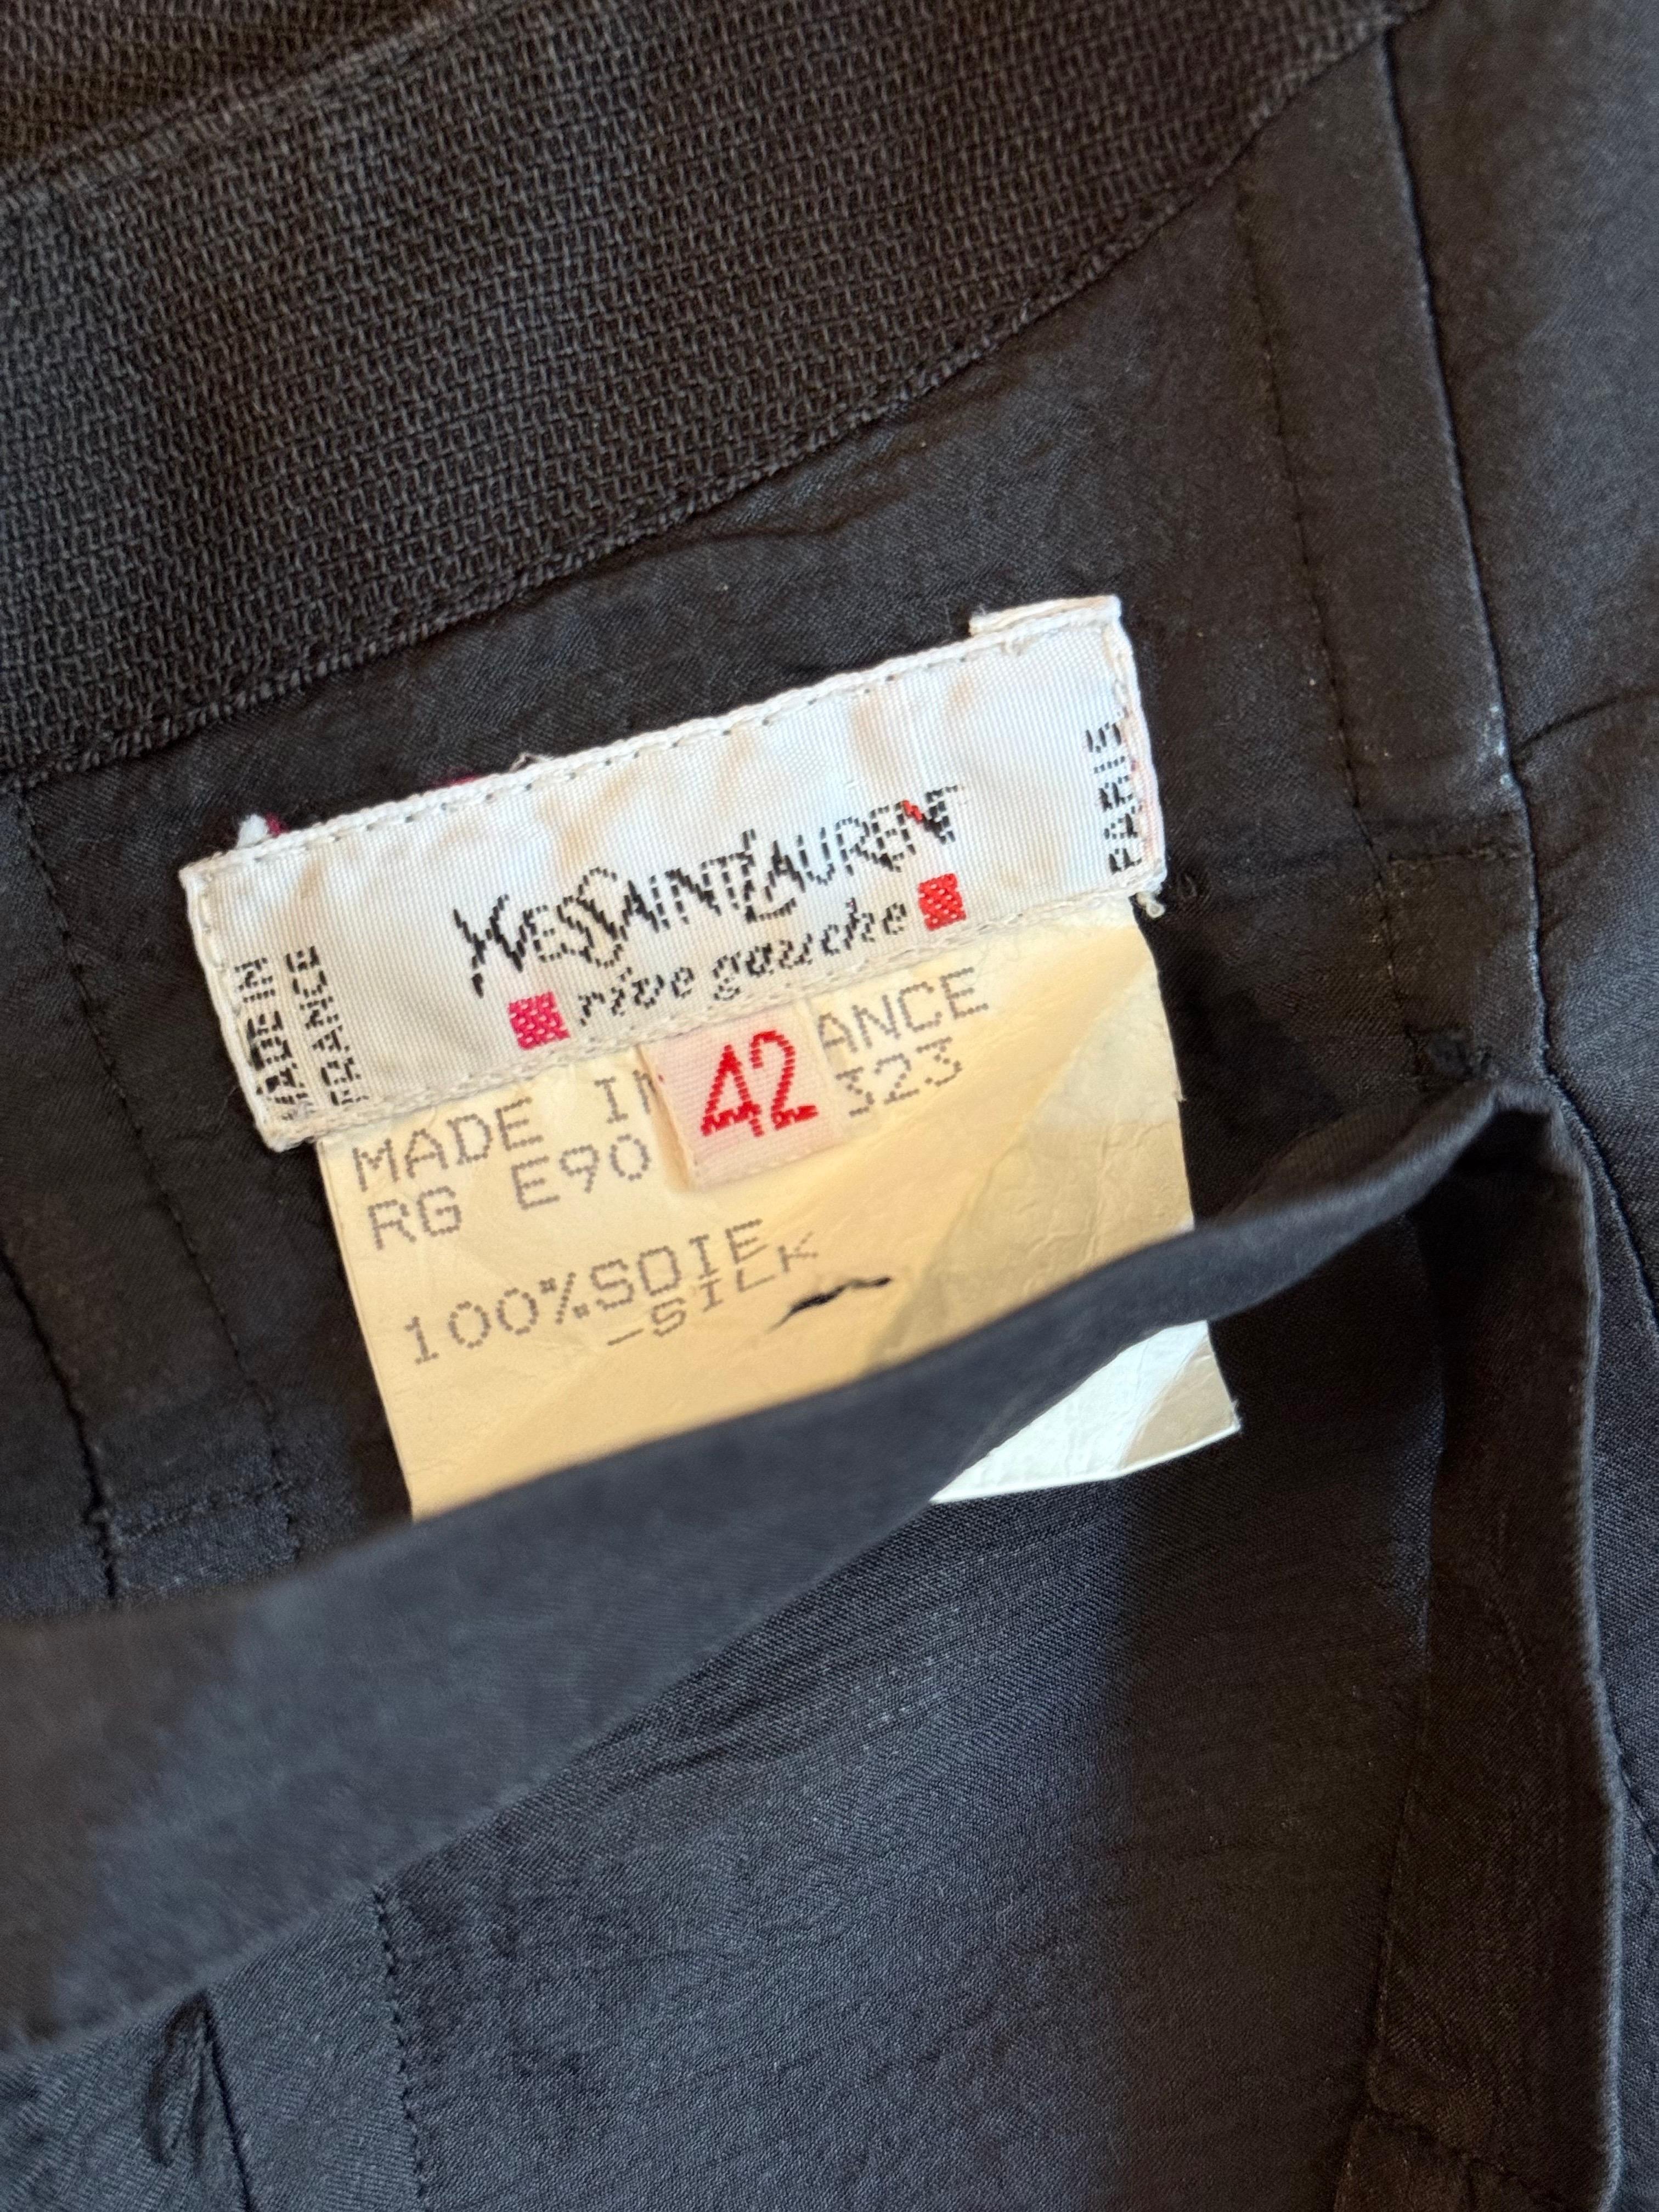 YVESSAINTLAURENT
rive gauche
MADE IN
FRANCE
PARIS
42
MADE IN ANCE
RG E90 323
100%SOIE
-SILK